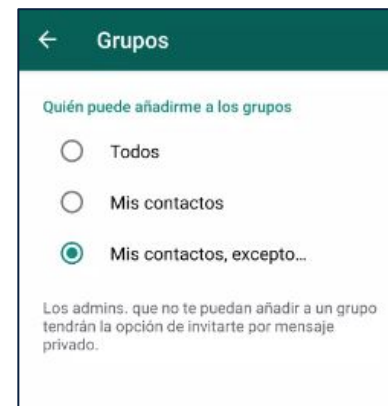 Grupos
Quién puede añadirme a los grupos
Todos
Mis contactos
Mis contactos, excepto...
Los admins. que no te puedan añadir a un grupo
tendrán la opción de invitarte por mensaje
privado.